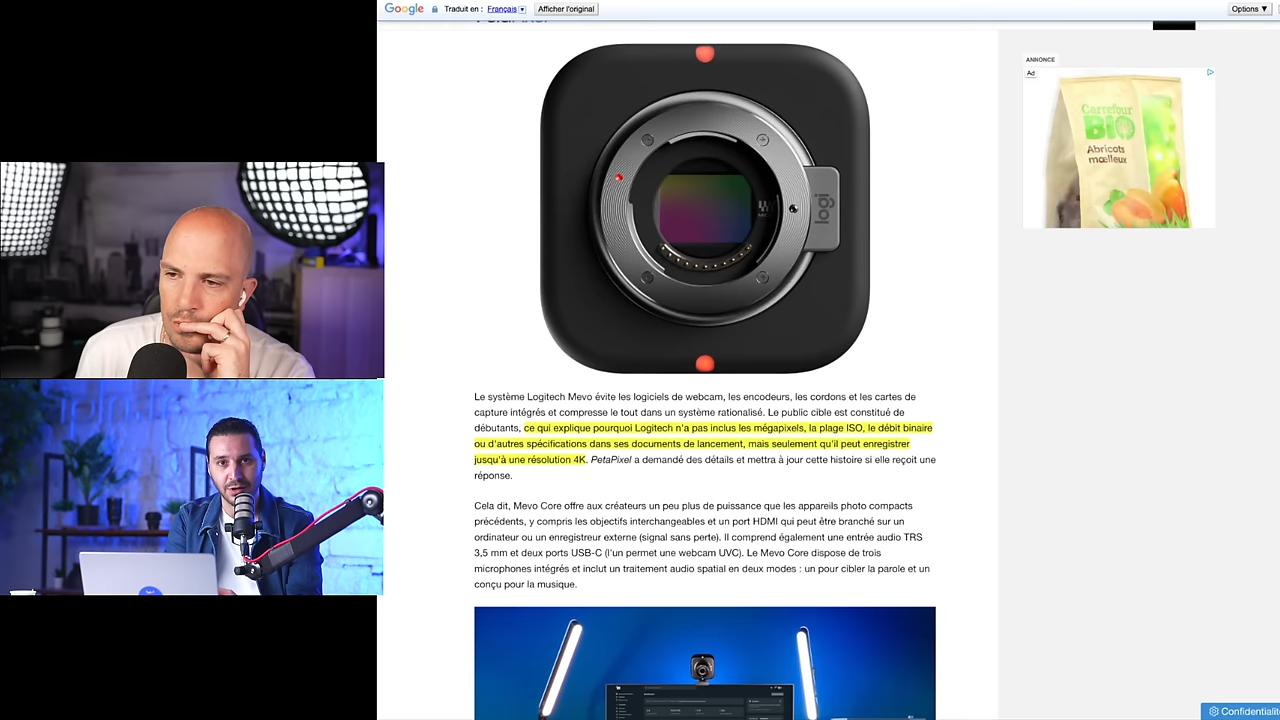 Google Traduit en : Français ▼ Afficher l'original Options ▼
ANNONCE
Ad
Carrefour
BIO
Abricots
mœlleux
logi
Le système Logitech Mevo évite les logiciels de webcam, les encodeurs, les cordons et les cartes de
capture intégrés et compresse le tout dans un système rationalisé. Le public cible est constitué de
débutants, ce qui explique pourquoi Logitech n'a pas inclus les mégapixels, la plage ISO, le débit binaire
ou d'autres spécifications dans ses documents de lancement, mais seulement qu'il peut enregistrer
jusqu'à une résolution 4K. PetaPixel a demandé des détails et mettra à jour cette histoire si elle reçoit une
réponse.
Cela dit, Mevo Core offre aux créateurs un peu plus de puissance que les appareils photo compacts
précédents, y compris les objectifs interchangeables et un port HDMI qui peut être branché sur un
ordinateur ou un enregistreur externe (signal sans perte). Il comprend également une entrée audio TRS
3,5 mm et deux ports USB-C (l'un permet une webcam UVC). Le Mevo Core dispose de trois
microphones intégrés et inclut un traitement audio spatial en deux modes : un pour cibler la parole et un
conçu pour la musique.
Confidentialit